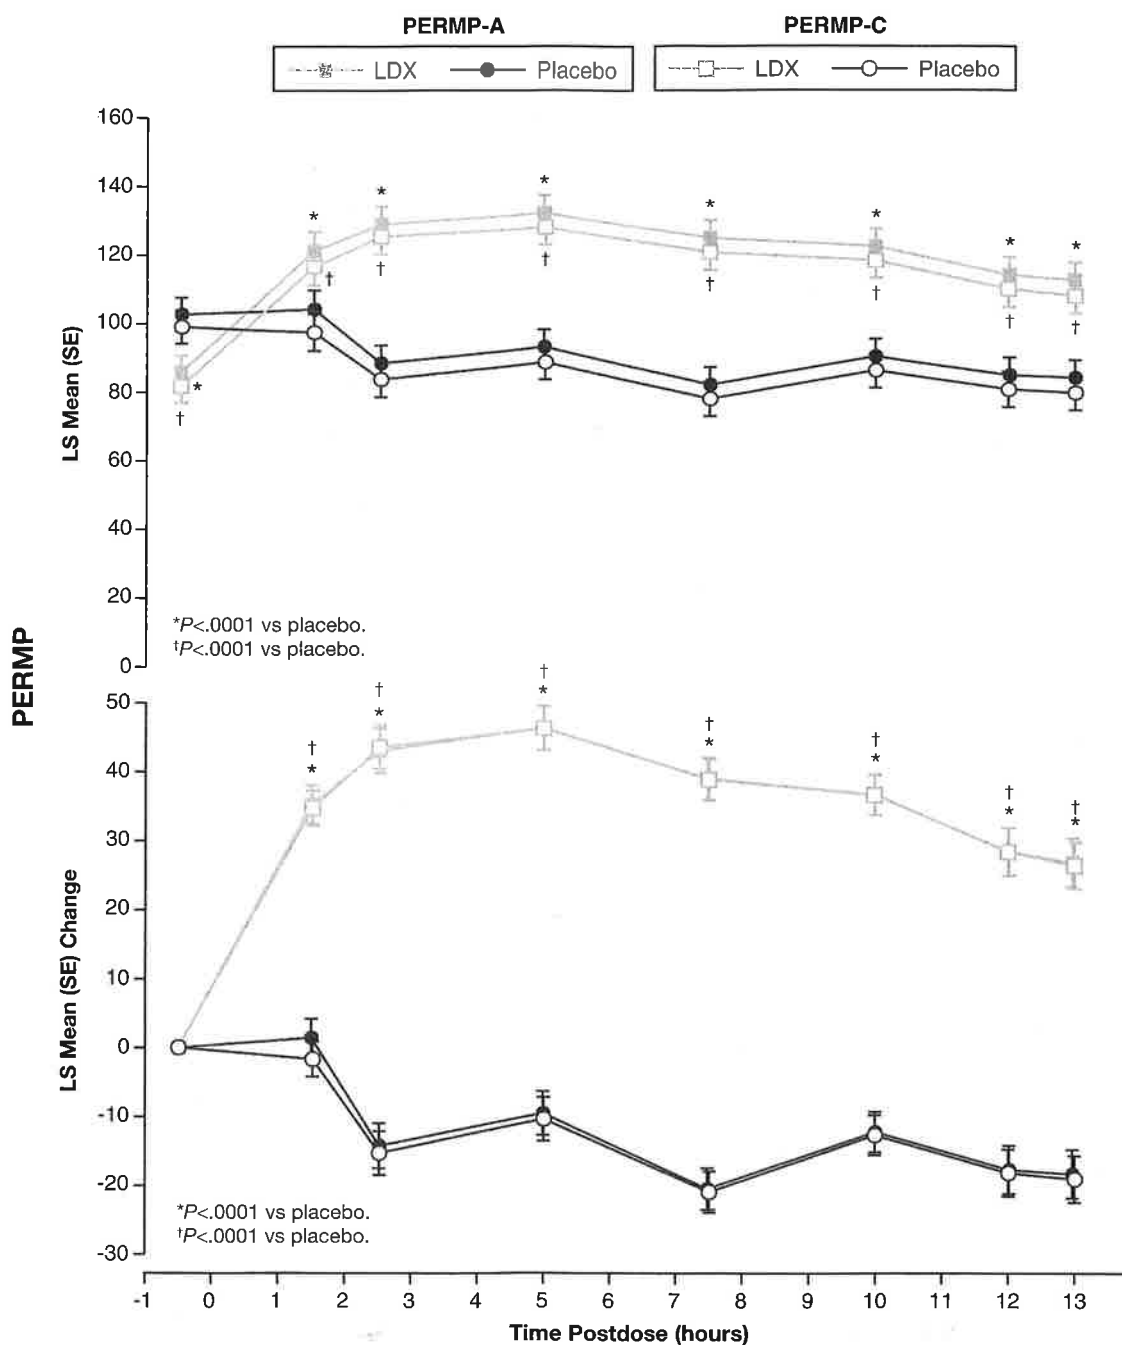 PERMP-A PERMP-C
LDX Placebo LDX Placebo
160
140
120
100
80
60
40
20
0
LS Mean (SE)
* * * * * * *
† † † † † † †
*
†
*P<.0001 vs placebo.
†P<.0001 vs placebo.
PERMP
50
40
30
20
10
0
-10
-20
-30
LS Mean (SE) Change
† † † † † † †
* * * * * * *
*P<.0001 vs placebo.
†P<.0001 vs placebo.
-1 0 1 2 3 4 5 6 7 8 9 10 11 12 13
Time Postdose (hours)